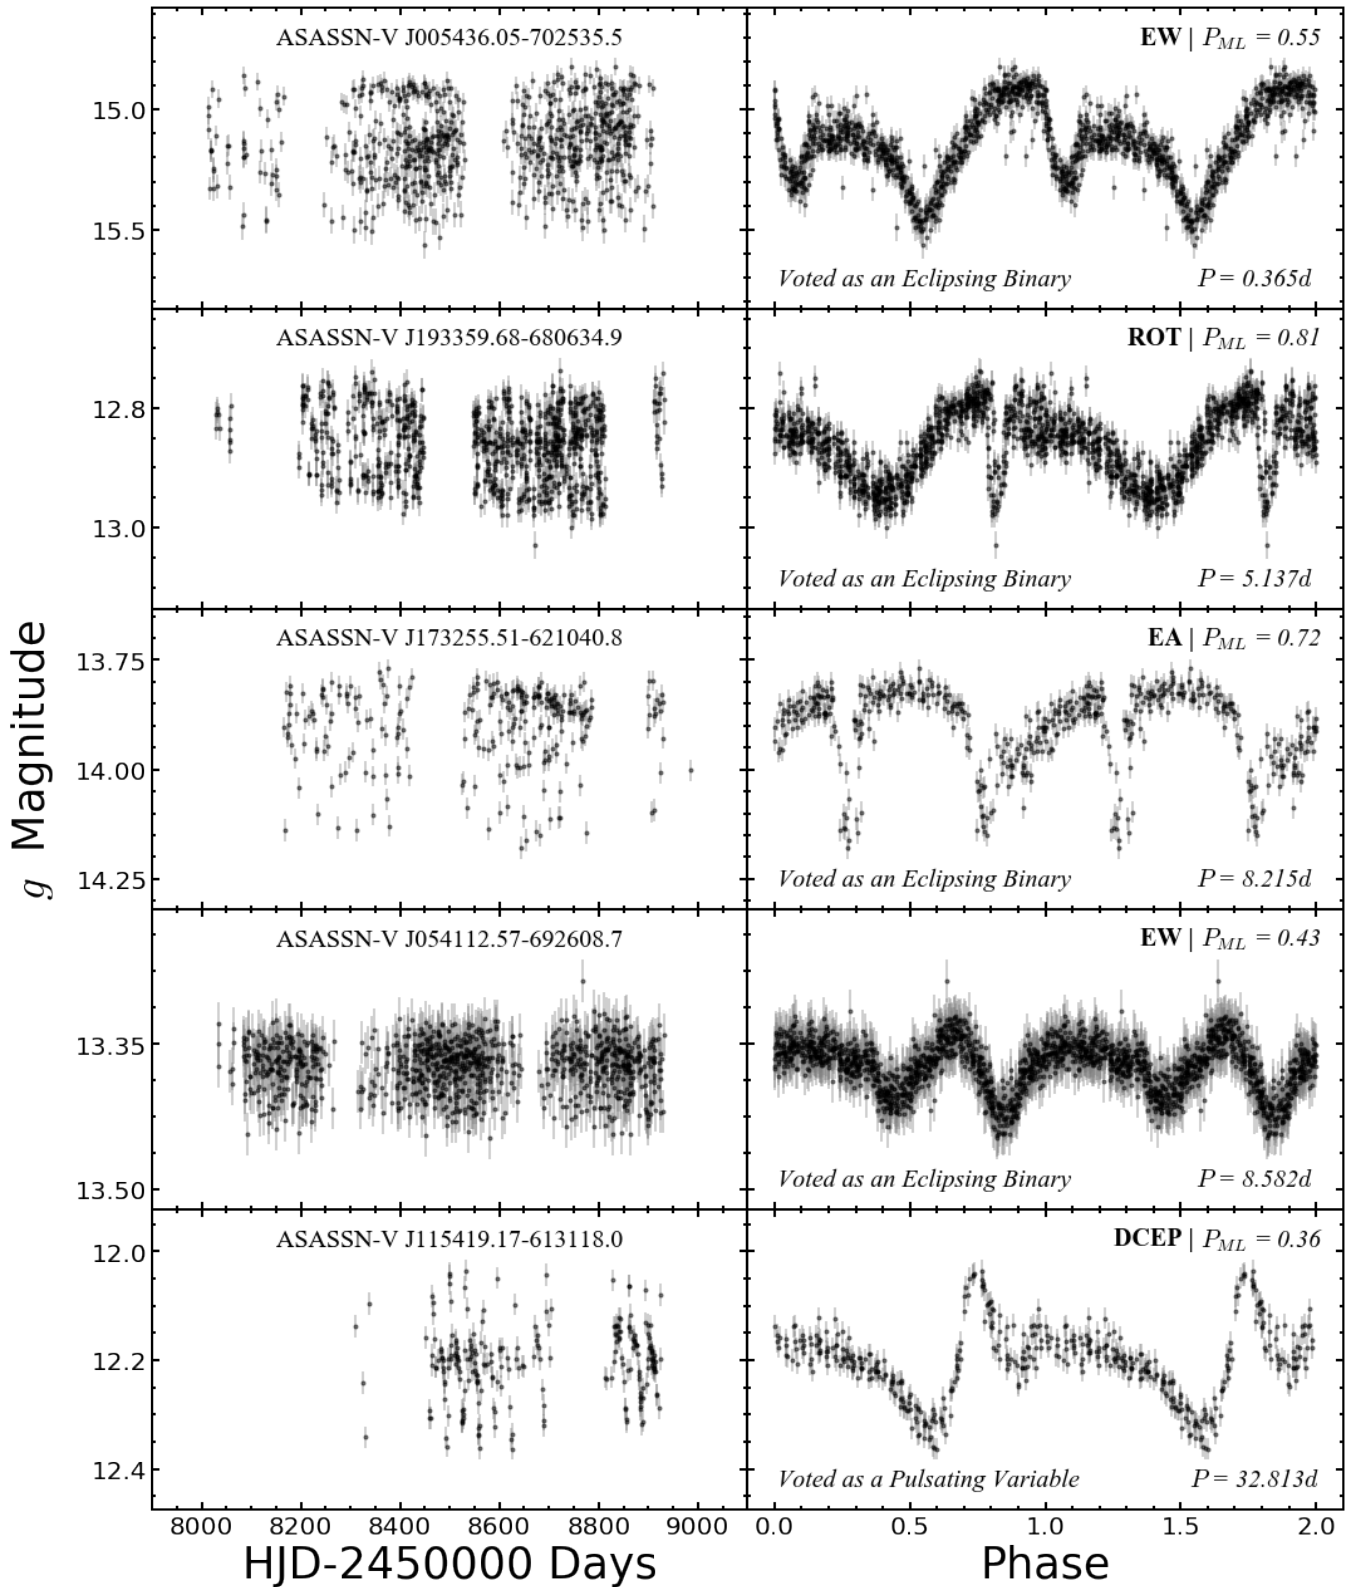 g Magnitude
ASASSN-V J005436.05-702535.5
EW | P_ML = 0.55
15.0
15.5
Voted as an Eclipsing Binary
P = 0.365d
ASASSN-V J193359.68-680634.9
ROT | P_ML = 0.81
12.8
13.0
Voted as an Eclipsing Binary
P = 5.137d
ASASSN-V J173255.51-621040.8
EA | P_ML = 0.72
13.75
14.00
14.25
Voted as an Eclipsing Binary
P = 8.215d
ASASSN-V J054112.57-692608.7
EW | P_ML = 0.43
13.35
13.50
Voted as an Eclipsing Binary
P = 8.582d
ASASSN-V J115419.17-613118.0
DCEP | P_ML = 0.36
12.0
12.2
12.4
Voted as a Pulsating Variable
P = 32.813d
8000 8200 8400 8600 8800 9000
0.0 0.5 1.0 1.5 2.0
HJD-2450000 Days
Phase